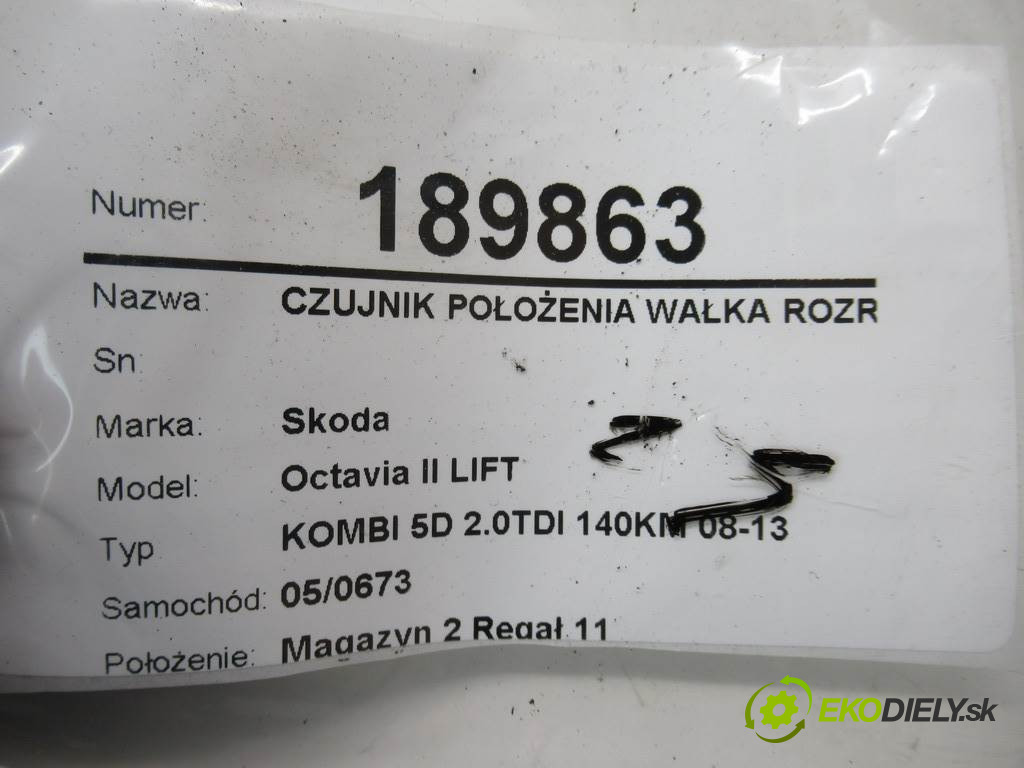 Numer: 189863
Nazwa: CZUJNIK POŁOŻENIA WAŁKA ROZR
Sn:
Marka: Skoda
Model: Octavia II LIFT
Typ KOMBI 5D 2.0TDI 140KM 08-13
Samochód: 05/0673
Położenie: Magazyn 2 Regał 11
EKODIELY.sk